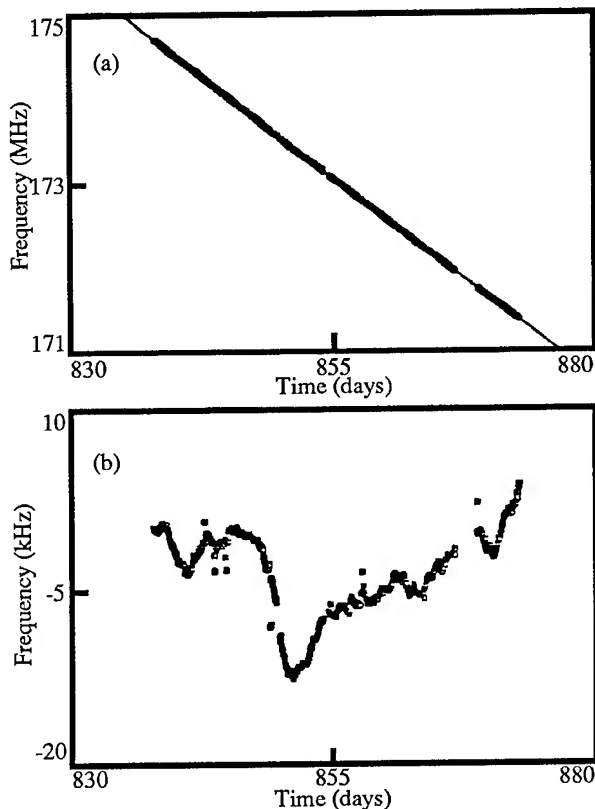 175
(a)
Frequency (MHz)
173
171
830
855
880
Time (days)
10
(b)
Frequency (kHz)
-5
-20
830
855
880
Time (days)